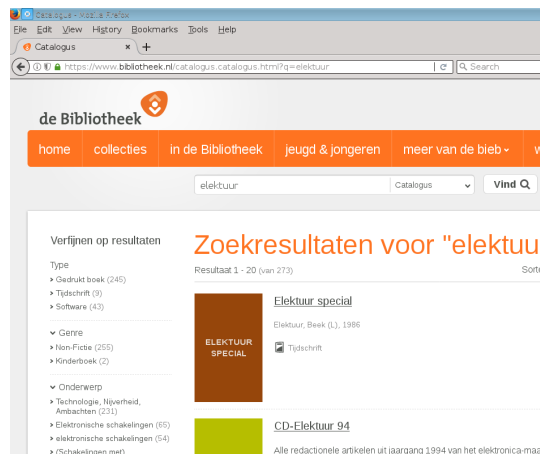 Catalogus - Mozilla Firefox
File Edit View History Bookmarks Tools Help
Catalogus
https://www.bibliotheek.nl/catalogus.catalogus.html?q=elektuur
Search
de Bibliotheek
home collecties in de Bibliotheek jeugd & jongeren meer van de bieb w
elektuur Catalogus Vind
Verfijnen op resultaten
Zoekresultaten voor "elektuu
Type
Resultaat 1 - 20 (van 273) Sorte
Gedrukt boek (245)
Tijdschrift (9)
Software (43)
Genre
Non-Fictie (255)
Kinderboek (2)
Onderwerp
Technologie, Nijverheid,
Ambachten (231)
Elektronische schakelingen (65)
elektronische schakelingen (54)
(Schakelingen met)
ELEKTUUR
SPECIAL
Elektuur special
Elektuur, Beek (L), 1986
Tijdschrift
CD-Elektuur 94
Alle redactionele artikelen uit jaargang 1994 van het elektronica-maa